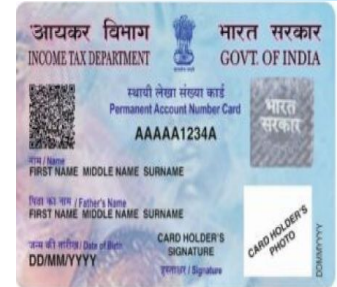 आयकर विभाग
INCOME TAX DEPARTMENT
भारत सरकार
GOVT. OF INDIA
स्थायी लेखा संख्या कार्ड
Permanent Account Number Card
AAAAA1234A
भारत
सरकार
नाम / Name
FIRST NAME MIDDLE NAME SURNAME
पिता का नाम / Father's Name
FIRST NAME MIDDLE NAME SURNAME
जन्म की तारीख / Date of Birth
DD/MM/YYYY
CARD HOLDER'S
SIGNATURE
हस्ताक्षर / Signature
CARD HOLDER'S
PHOTO
DDMMYYYY